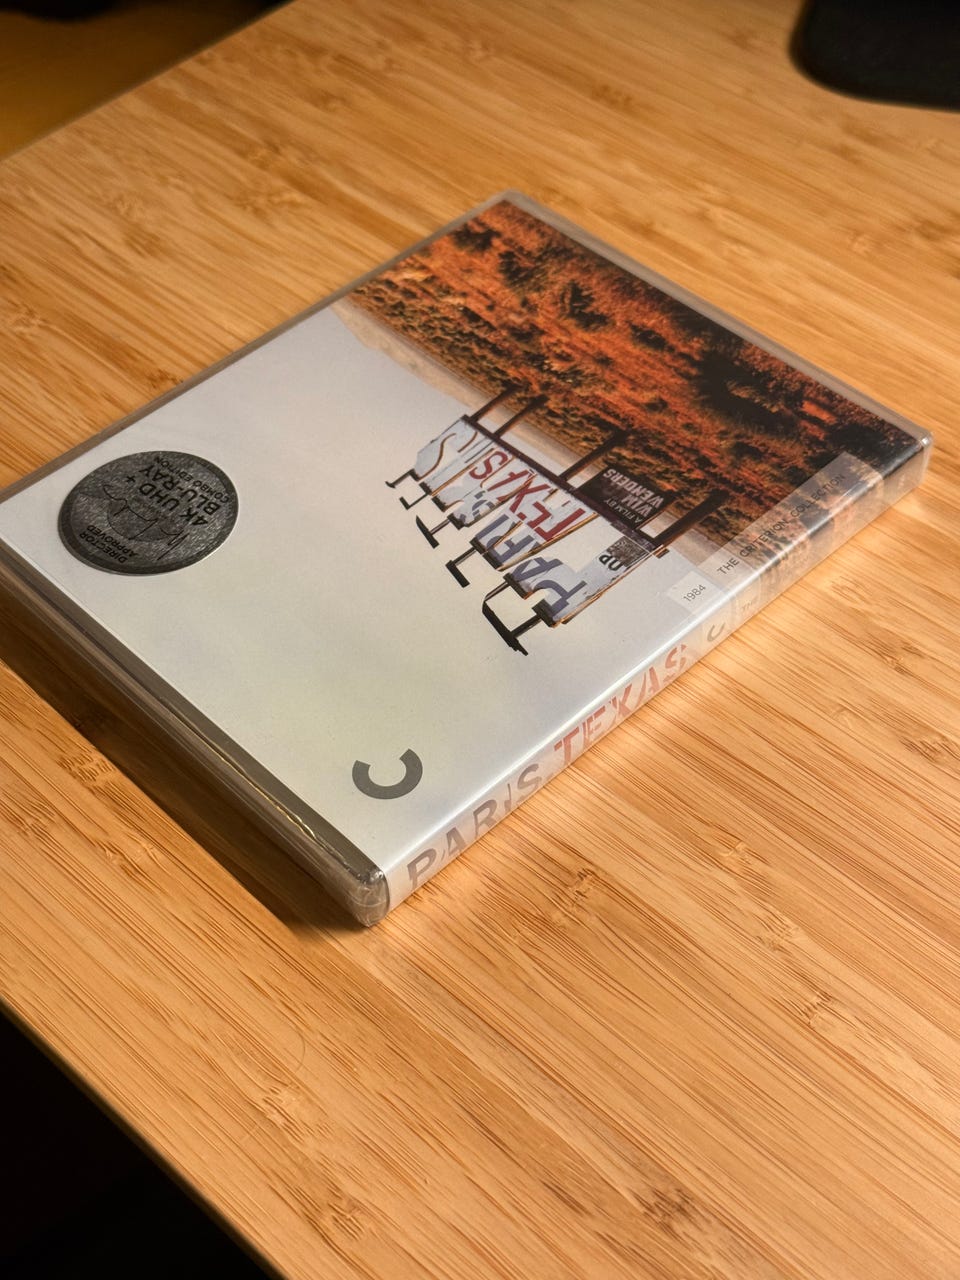 DIRECTOR
APPROVED
4K UHD +
BLU-RAY
COMBO EDITION
PARIS
TEXAS
A FILM BY
WIM
WENDERS
1984
THE CRITERION COLLECTION
PARIS, TEXAS
THE